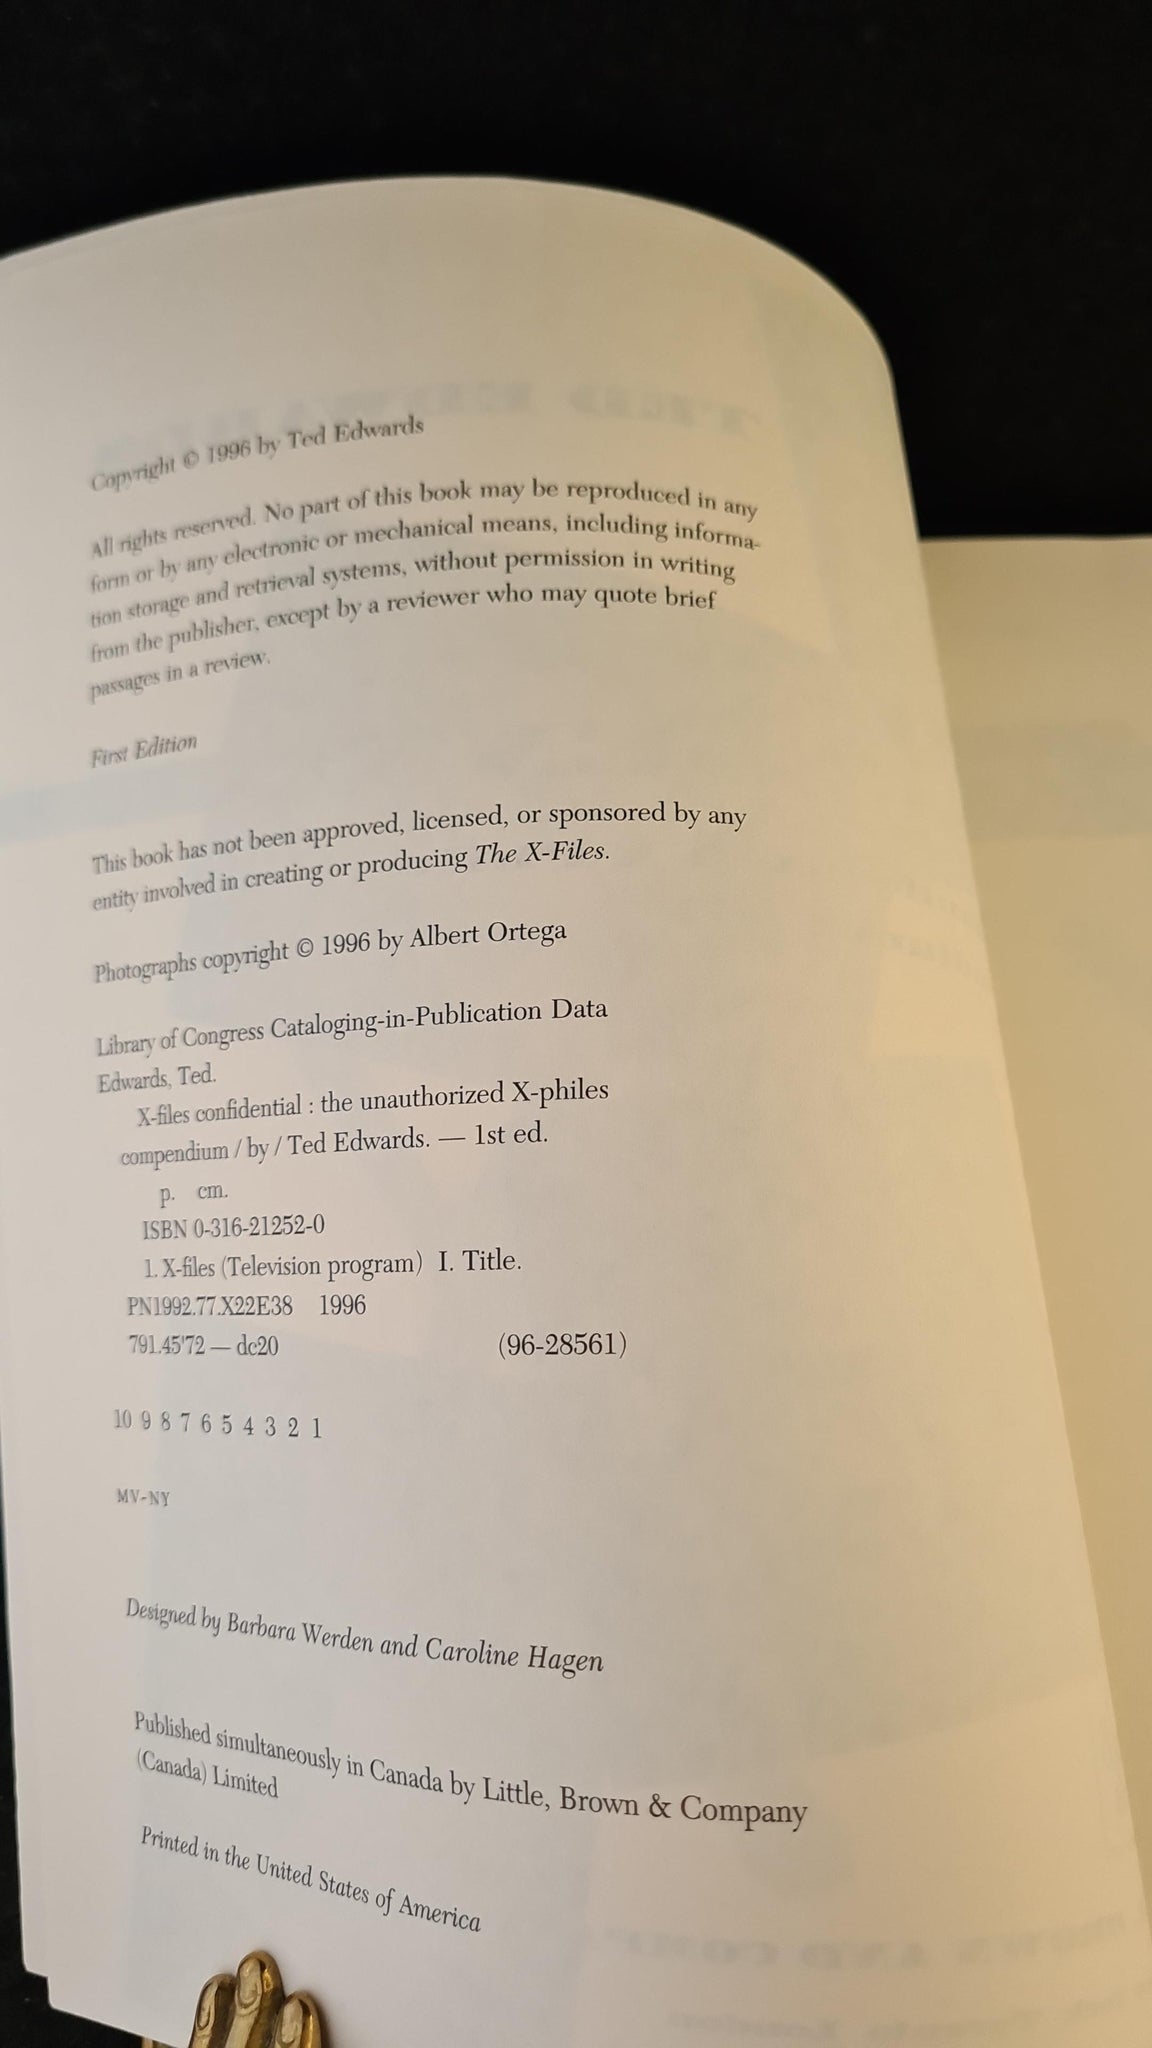 Copyright © 1996 by Ted Edwards
All rights reserved. No part of this book may be reproduced in any
form or by any electronic or mechanical means, including informa-
tion storage and retrieval systems, without permission in writing
from the publisher, except by a reviewer who may quote brief
passages in a review.
First Edition
This book has not been approved, licensed, or sponsored by any
entity involved in creating or producing The X-Files.
Photographs copyright © 1996 by Albert Ortega
Library of Congress Cataloging-in-Publication Data
Edwards, Ted.
X-files confidential : the unauthorized X-philes
compendium / by / Ted Edwards. — 1st ed.
p. cm.
ISBN 0-316-21252-0
1. X-files (Television program) I. Title.
PN1992.77.X22E38 1996
791.45'72 — dc20 (96-28561)
10 9 8 7 6 5 4 3 2 1
MV-NY
Designed by Barbara Werden and Caroline Hagen
Published simultaneously in Canada by Little, Brown & Company
(Canada) Limited
Printed in the United States of America